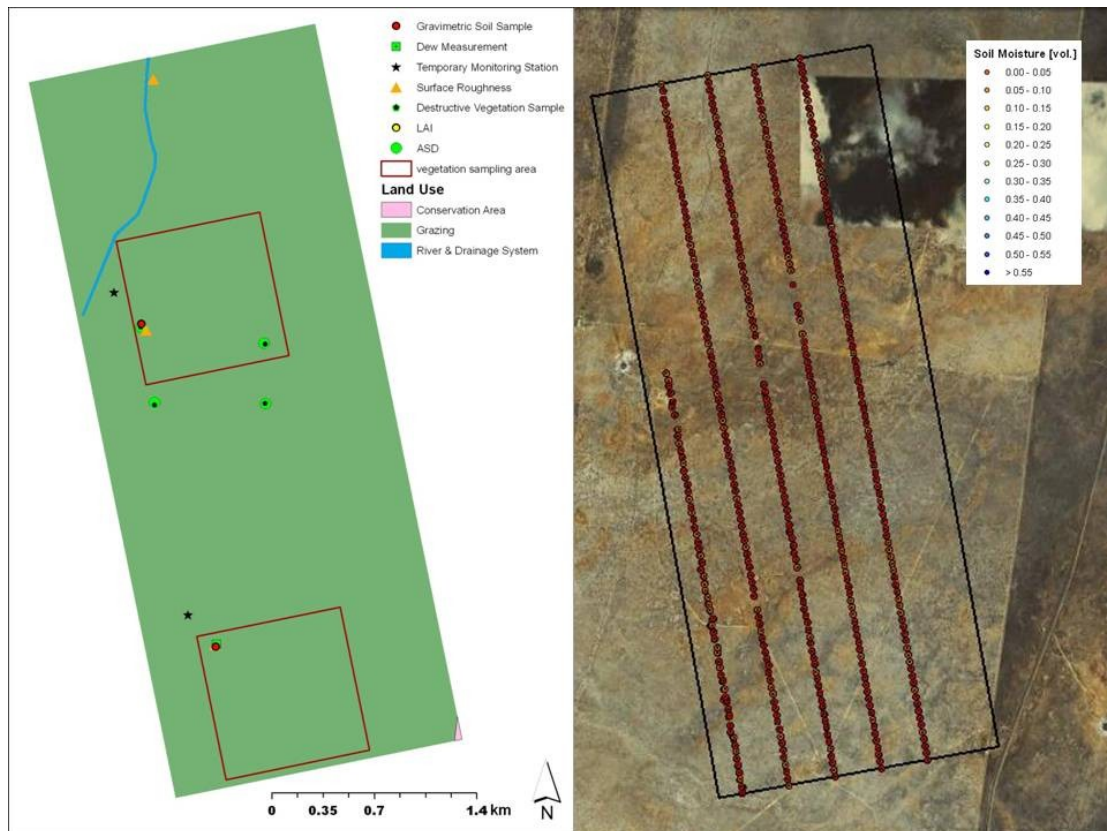 Gravimetric Soil Sample
Dew Measurement
Temporary Monitoring Station
Surface Roughness
Destructive Vegetation Sample
LAI
ASD
vegetation sampling area
Land Use
Conservation Area
Grazing
River & Drainage System
0 0.35 0.7 1.4 km
N
Soil Moisture [vol.]
0.00 - 0.05
0.05 - 0.10
0.10 - 0.15
0.15 - 0.20
0.20 - 0.25
0.25 - 0.30
0.30 - 0.35
0.35 - 0.40
0.40 - 0.45
0.45 - 0.50
0.50 - 0.55
> 0.55